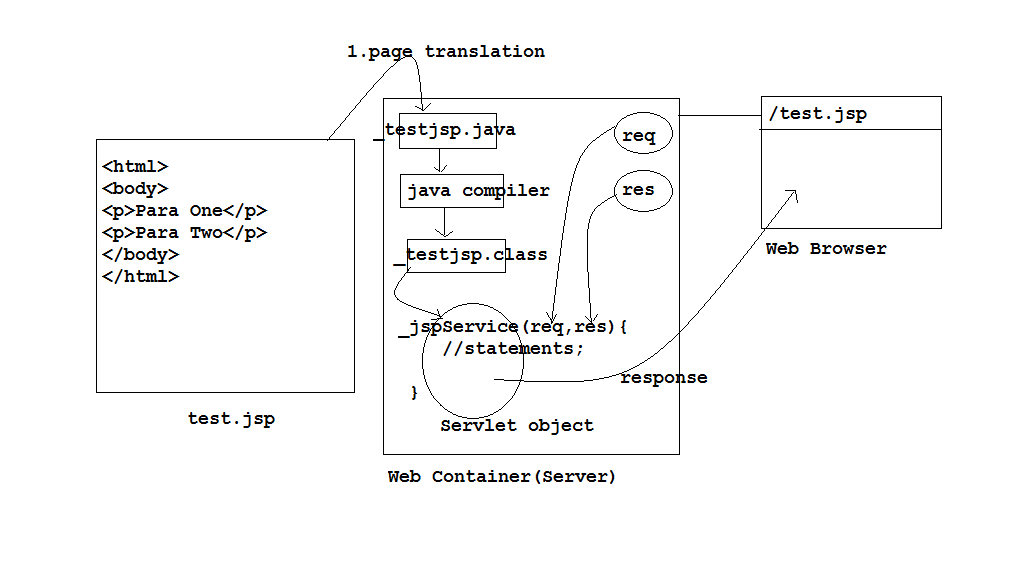 1.page translation
<html>
<body>
<p>Para One</p>
<p>Para Two</p>
</body>
</html>
test.jsp
_testjsp.java
java compiler
_testjsp.class
req
res
_jspService(req,res){
//statements;
}
response
Servlet object
Web Container(Server)
/test.jsp
Web Browser